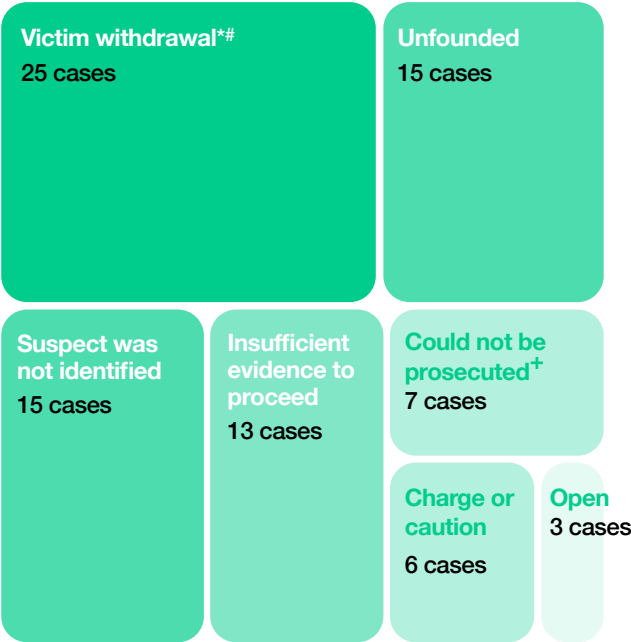 Victim withdrawal*#
25 cases
Unfounded
15 cases
Suspect was
not identified
15 cases
Insufficient
evidence to
proceed
13 cases
Could not be
prosecuted+
7 cases
Charge or
caution
6 cases
Open
3 cases